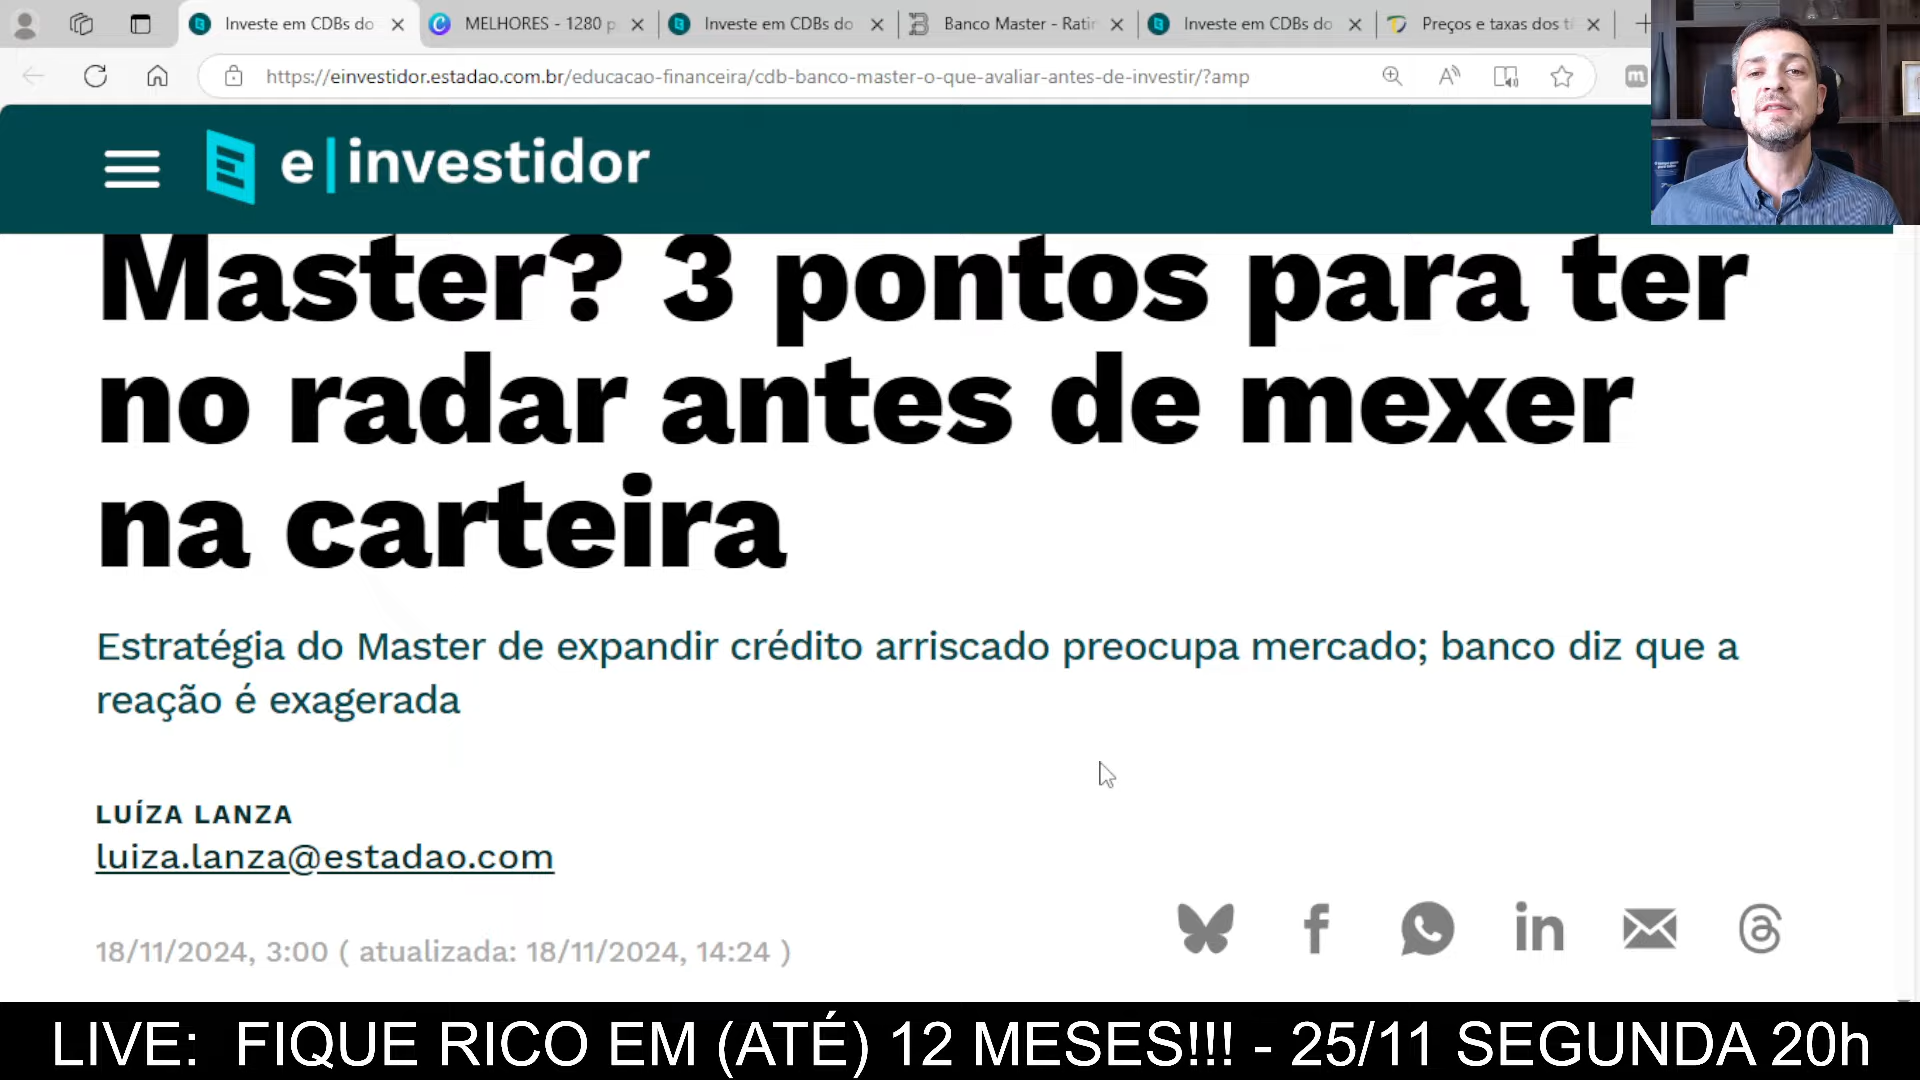 Investe em CDBs do
MELHORES - 1280 p
Investe em CDBs do
Banco Master - Ratin
Investe em CDBs do
Preços e taxas dos tí
https://einvestidor.estadao.com.br/educacao-financeira/cdb-banco-master-o-que-avaliar-antes-de-investir/?amp
e|investidor
Master? 3 pontos para ter
no radar antes de mexer
na carteira
Estratégia do Master de expandir crédito arriscado preocupa mercado; banco diz que a
reação é exagerada
LUÍZA LANZA
luiza.lanza@estadao.com
18/11/2024, 3:00 ( atualizada: 18/11/2024, 14:24 )
LIVE: FIQUE RICO EM (ATÉ) 12 MESES!!! - 25/11 SEGUNDA 20h